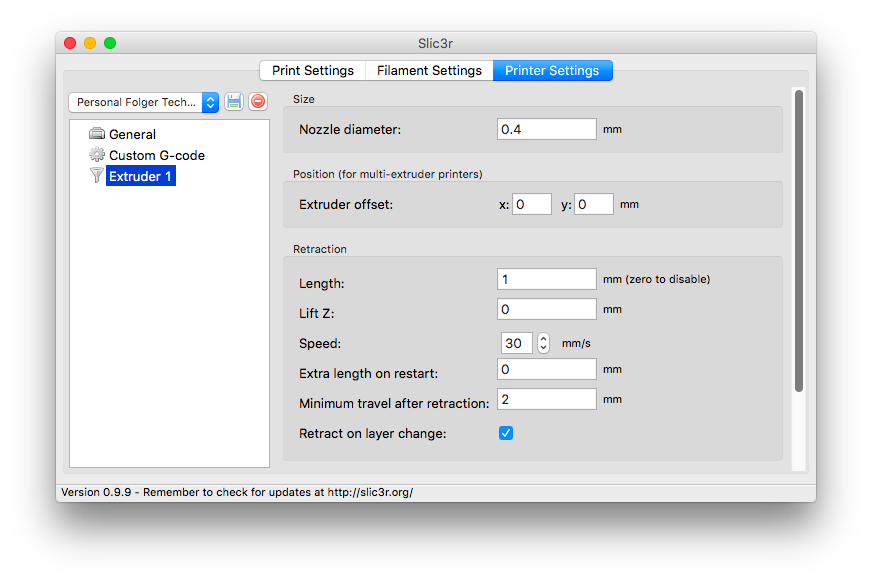 Slic3r
Print Settings Filament Settings Printer Settings
Personal Folger Tech...
General
Custom G-code
Extruder 1
Size
Nozzle diameter: 0.4 mm
Position (for multi-extruder printers)
Extruder offset: x: 0 y: 0 mm
Retraction
Length: 1 mm (zero to disable)
Lift Z: 0 mm
Speed: 30 mm/s
Extra length on restart: 0 mm
Minimum travel after retraction: 2 mm
Retract on layer change:
Version 0.9.9 - Remember to check for updates at http://slic3r.org/